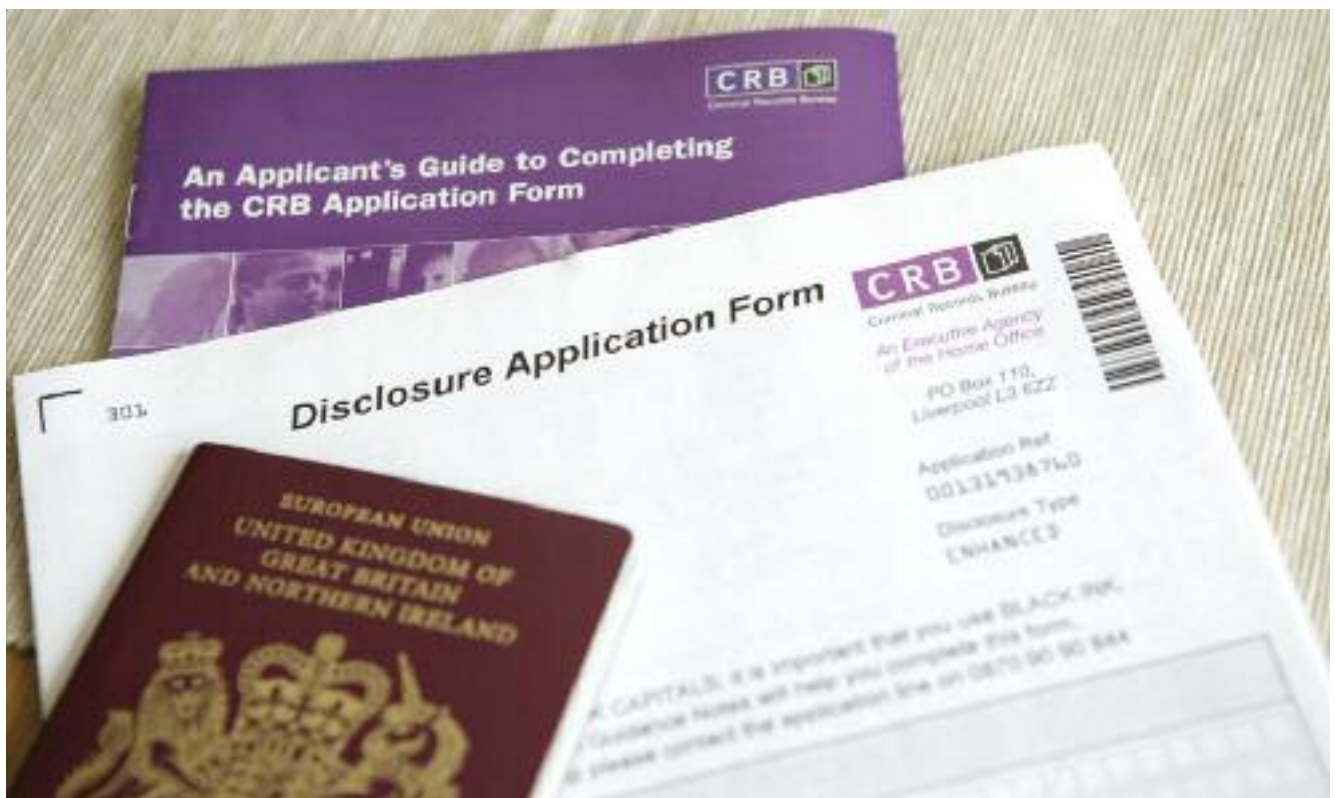 CRB
Criminal Records Bureau
An Applicant's Guide to Completing
the CRB Application Form
301
Disclosure Application Form
CRB
Criminal Records Bureau
An Executive Agency
of the Home Office
PO Box 110,
Liverpool L3 6ZZ
Application Ref
00131938760
Disclosure Type
ENHANCED
CAPITALS, it is important that you use BLACK INK.
Guidance Notes will help you complete this form.
please contact the application line on 0870 90 90 844
EUROPEAN UNION
UNITED KINGDOM OF
GREAT BRITAIN
AND NORTHERN IRELAND